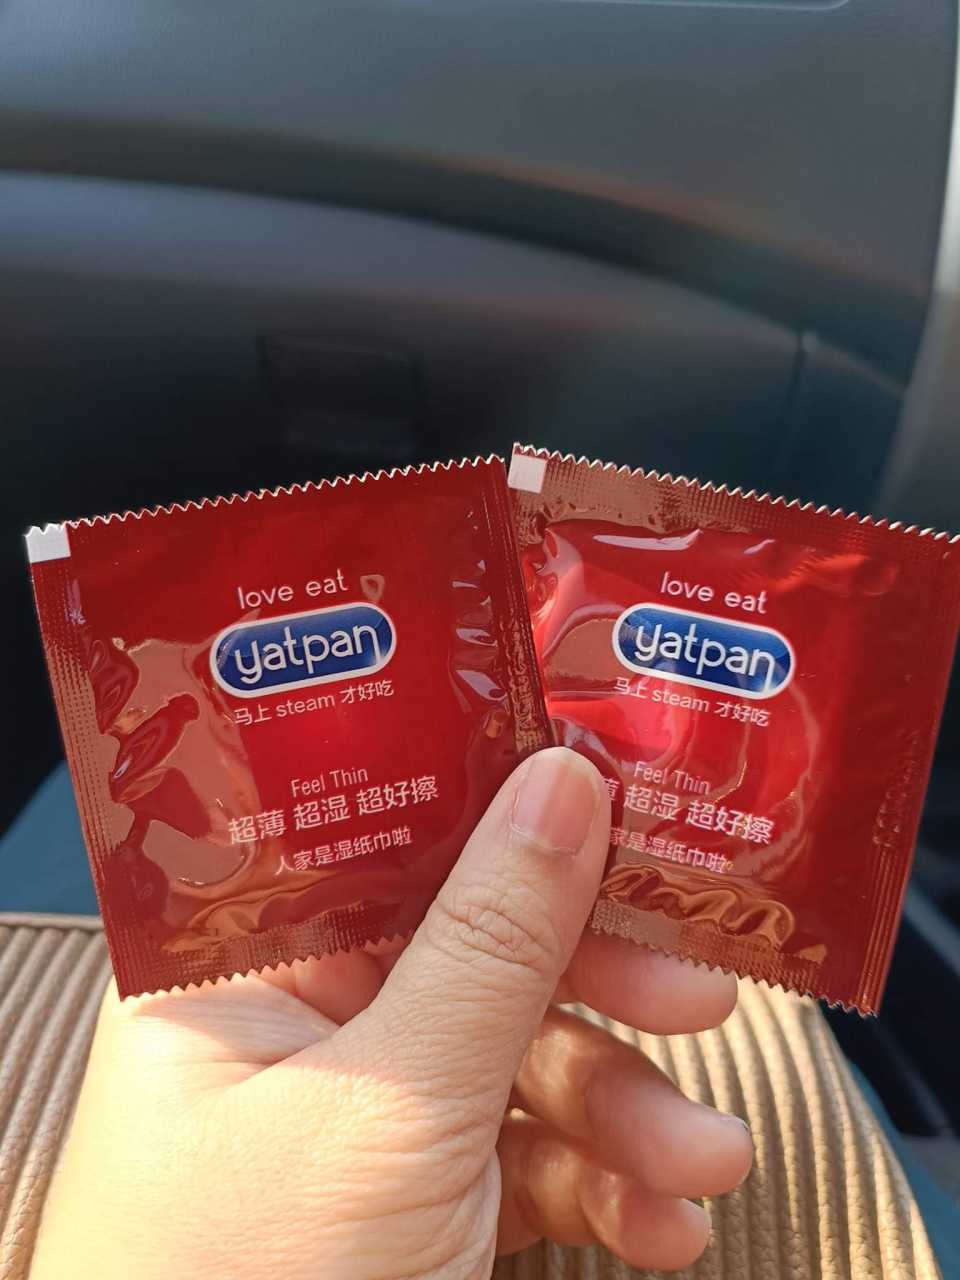 love eat
yatpan
马上 steam 才好吃
Feel Thin
超薄 超湿 超好擦
人家是湿纸巾啦
love eat
yatpan
马上 steam 才好吃
Feel Thin
薄 超湿 超好擦
家是湿纸巾啦